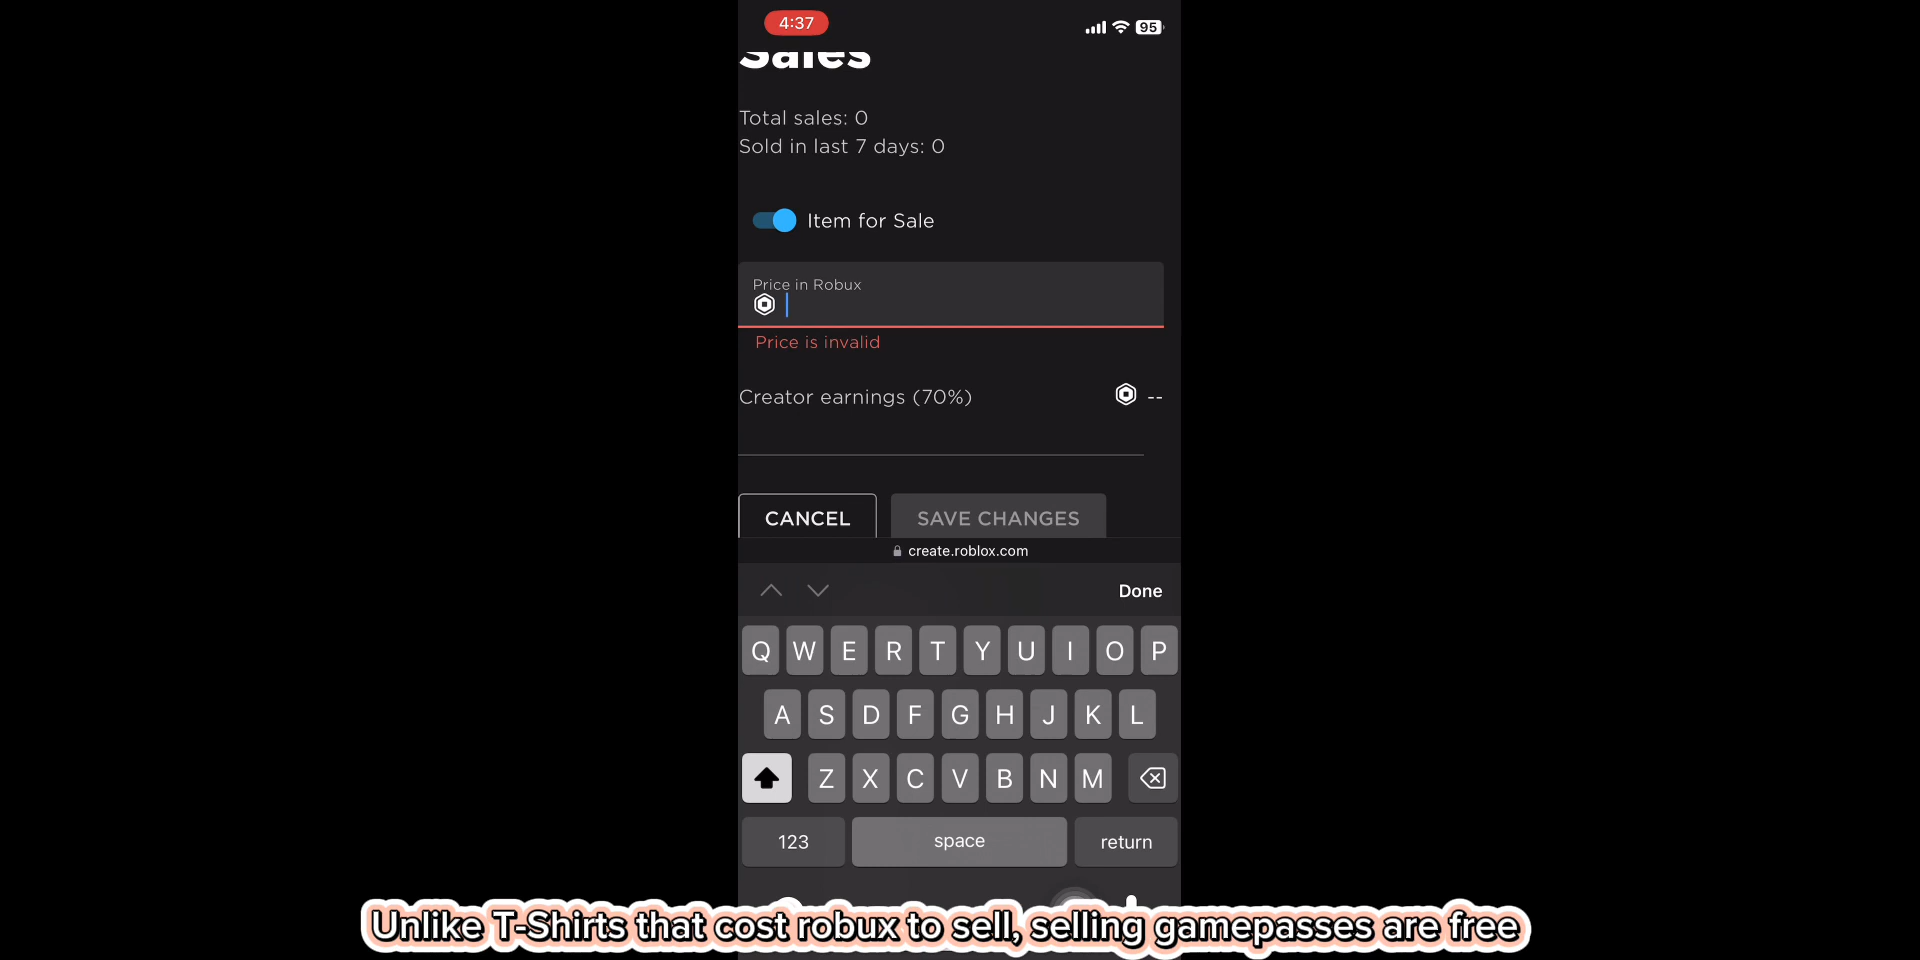 4:37
95
Sales
Total sales: 0
Sold in last 7 days: 0
Item for Sale
Price in Robux
Price is invalid
Creator earnings (70%) --
CANCEL SAVE CHANGES
create.roblox.com
Done
Q W E R T Y U I O P
A S D F G H J K L
Z X C V B N M
123 space return
Unlike T-Shirts that cost robux to sell, selling gamepasses are free